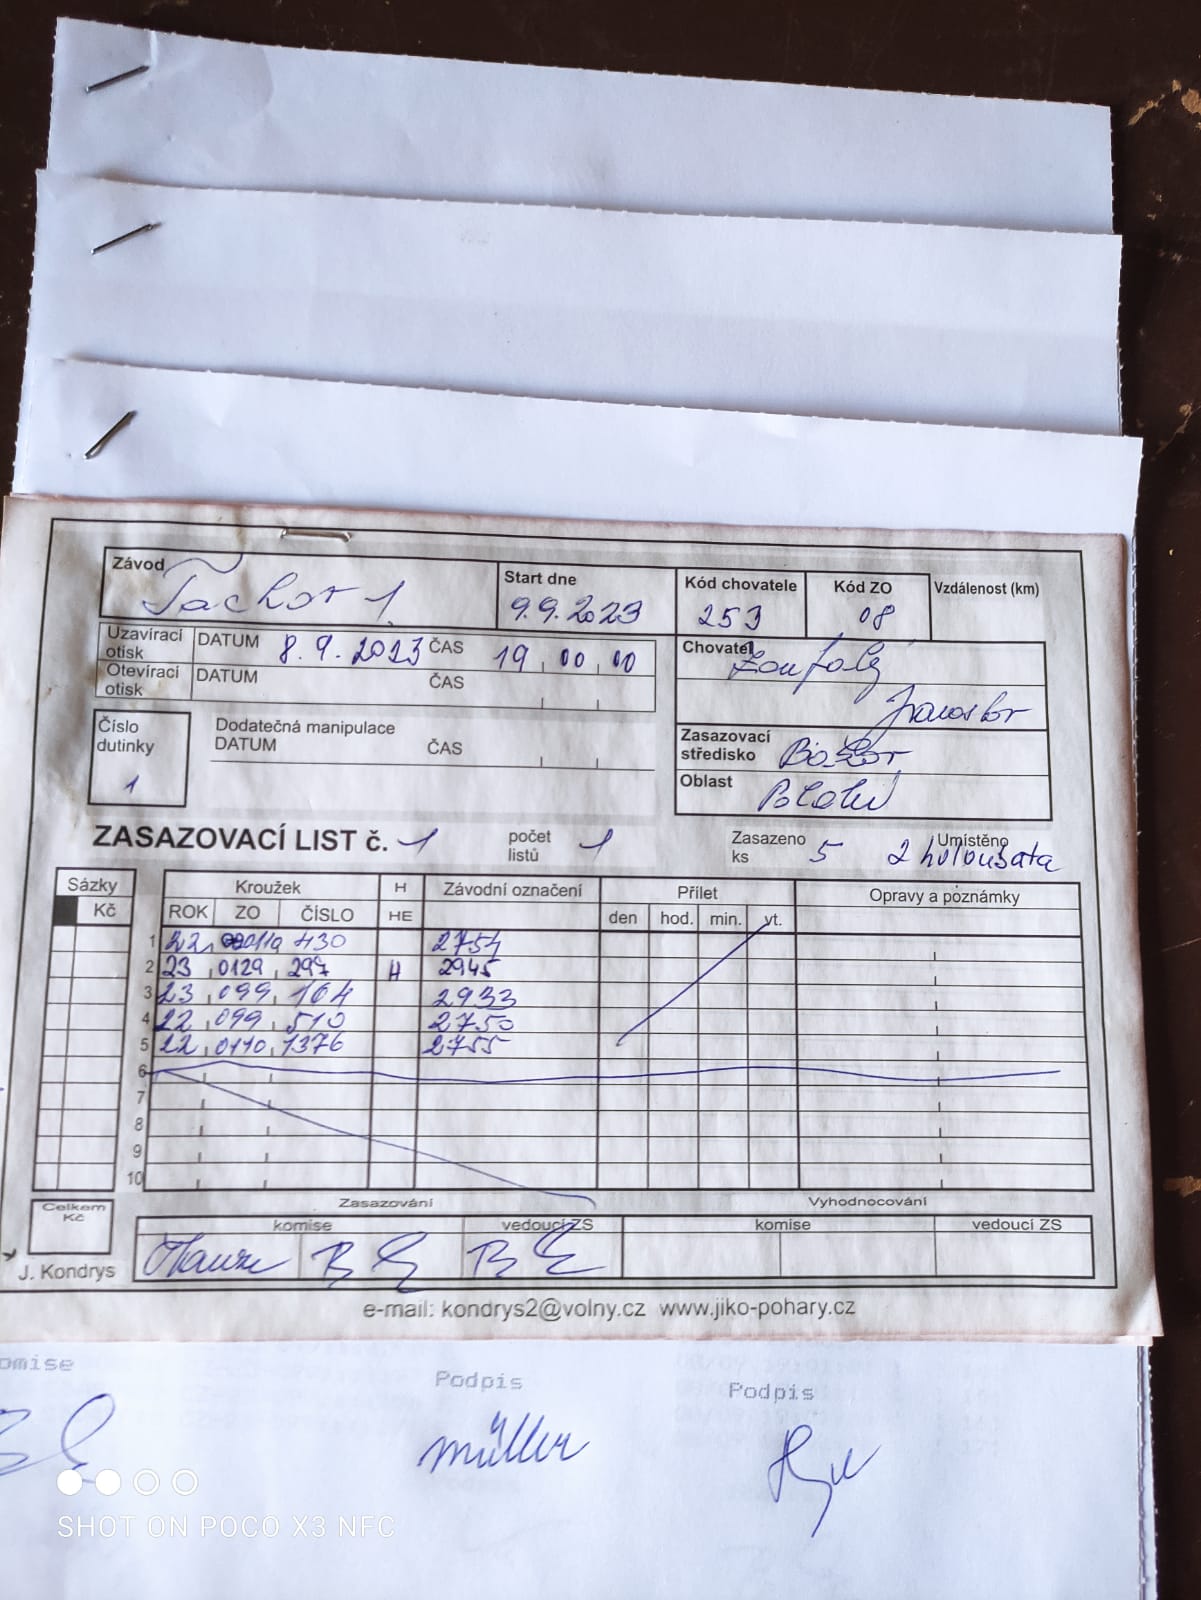 Závod Start dne Kód chovatele Kód ZO Vzdálenost (km)
Tachov 1. 9.9.2023 253 08
Uzavírací otisk DATUM 8.9.2023 ČAS 19 00 00
Otevírací otisk DATUM ČAS
Chovatel
Číslo dutinky 1
Dodatečná manipulace
DATUM ČAS
Zasazovací středisko
Oblast
ZASAZOVACÍ LIST č. 1 počet listů 1 Zasazeno ks 5 Umístěno 2 holoubata
Sázky Kroužek H Závodní označení Přílet Opravy a poznámky
Kč ROK ZO ČÍSLO HE den hod. min. vt.
1 22 0110 430 2754
2 23 0129 297 H 2945
3 23 099 164 2933
4 22 099 510 2750
5 22 0110 1376 2755
6
7
8
9
10
Celkem Kč Zasazování Vyhodnocování
komise vedoucí ZS komise vedoucí ZS
J. Kondrys
e-mail: kondrys2@volny.cz www.jiko-pohary.cz
omise Podpis Podpis
Müller
SHOT ON POCO X3 NFC